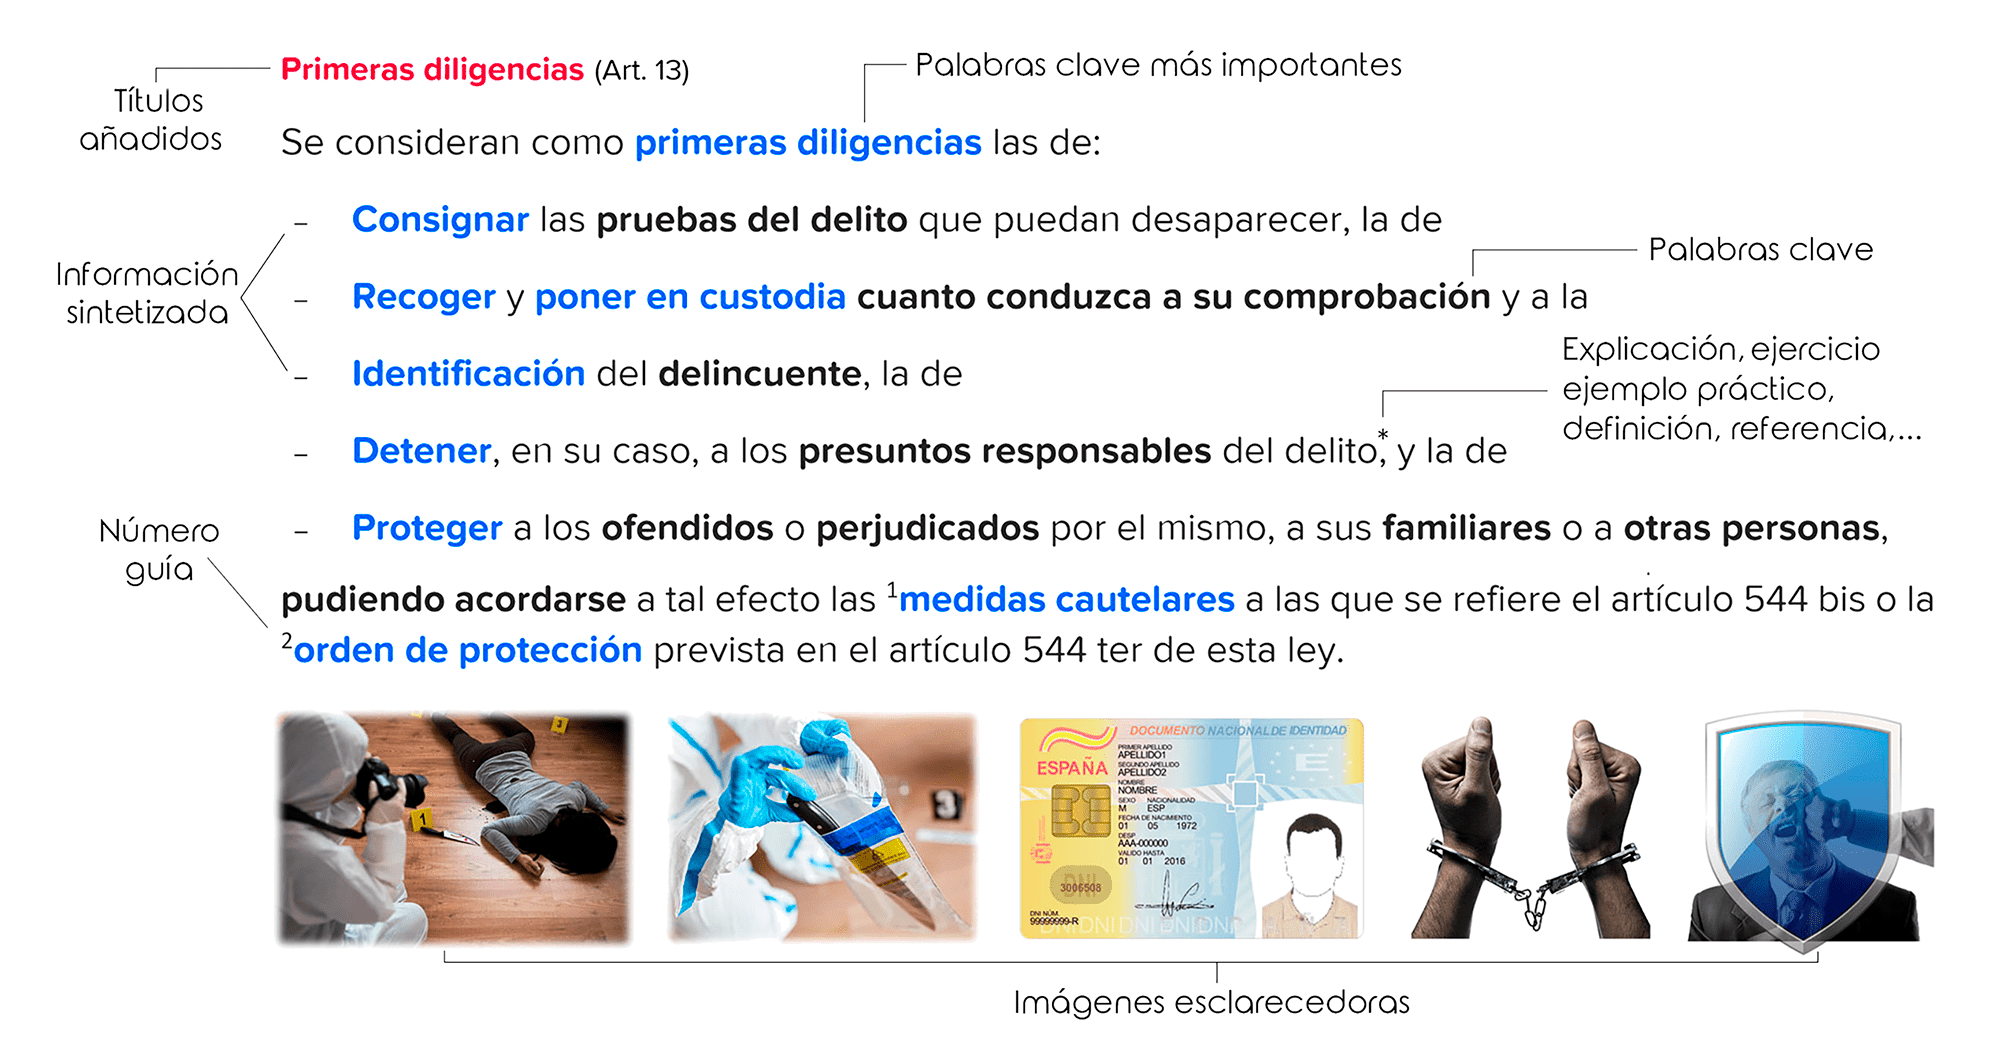 Primeras diligencias (Art. 13)
Palabras clave más importantes
Títulos
añadidos
Se consideran como primeras diligencias las de:
- Consignar las pruebas del delito que puedan desaparecer, la de
Palabras clave
Información
sintetizada
- Recoger y poner en custodia cuanto conduzca a su comprobación y a la
Explicación, ejercicio
ejemplo práctico,
definición, referencia,...
- Identificación del delincuente, la de
- Detener, en su caso, a los presuntos responsables del delito,* y la de
Número
guía
- Proteger a los ofendidos o perjudicados por el mismo, a sus familiares o a otras personas,
pudiendo acordarse a tal efecto las 1medidas cautelares a las que se refiere el artículo 544 bis o la
2orden de protección prevista en el artículo 544 ter de esta ley.
1
3
DOCUMENTO NACIONAL DE IDENTIDAD
ESPAÑA
PRIMER APELLIDO
APELLIDO1
SEGUNDO APELLIDO
APELLIDO2
NOMBRE
NOMBRE
SEXO NACIONALIDAD
M ESP
FECHA DE NACIMIENTO
01 05 1972
DESP
AAA-000000
VALIDO HASTA
01 01 2016
E
DNI
3006508
DNI NÚM.
99999999-R
DNI DNI DNI DNI
Imágenes esclarecedoras